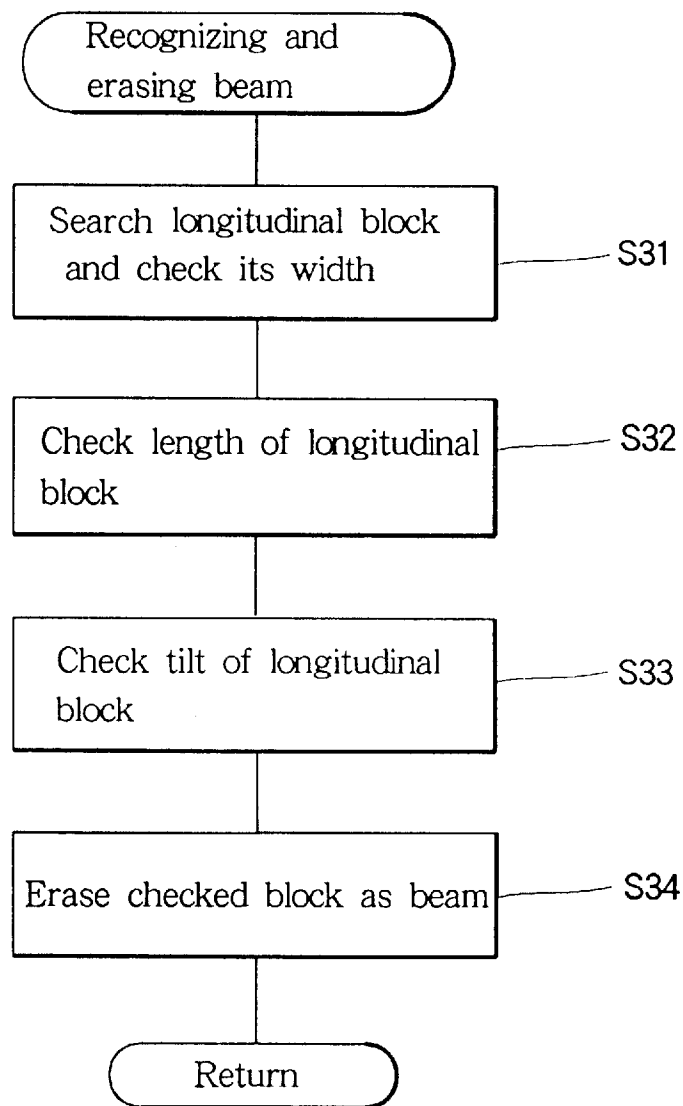 Recognizing and
erasing beam
Search longitudinal block
and check its width
S31
Check length of longitudinal
block
S32
Check tilt of longitudinal
block
S33
Erase checked block as beam
S34
Return